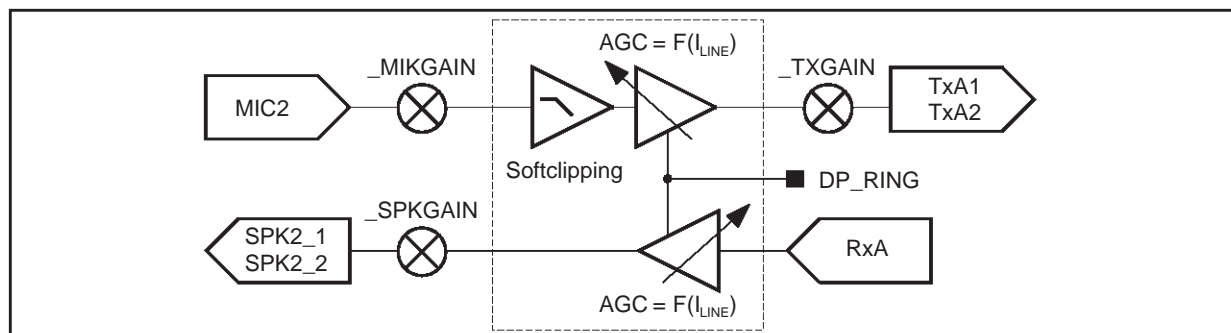 AGC = F(I_LINE)
_MIKGAIN
_TXGAIN
MIC2
TxA1
TxA2
Softclipping
DP_RING
_SPKGAIN
SPK2_1
SPK2_2
RxA
AGC = F(I_LINE)